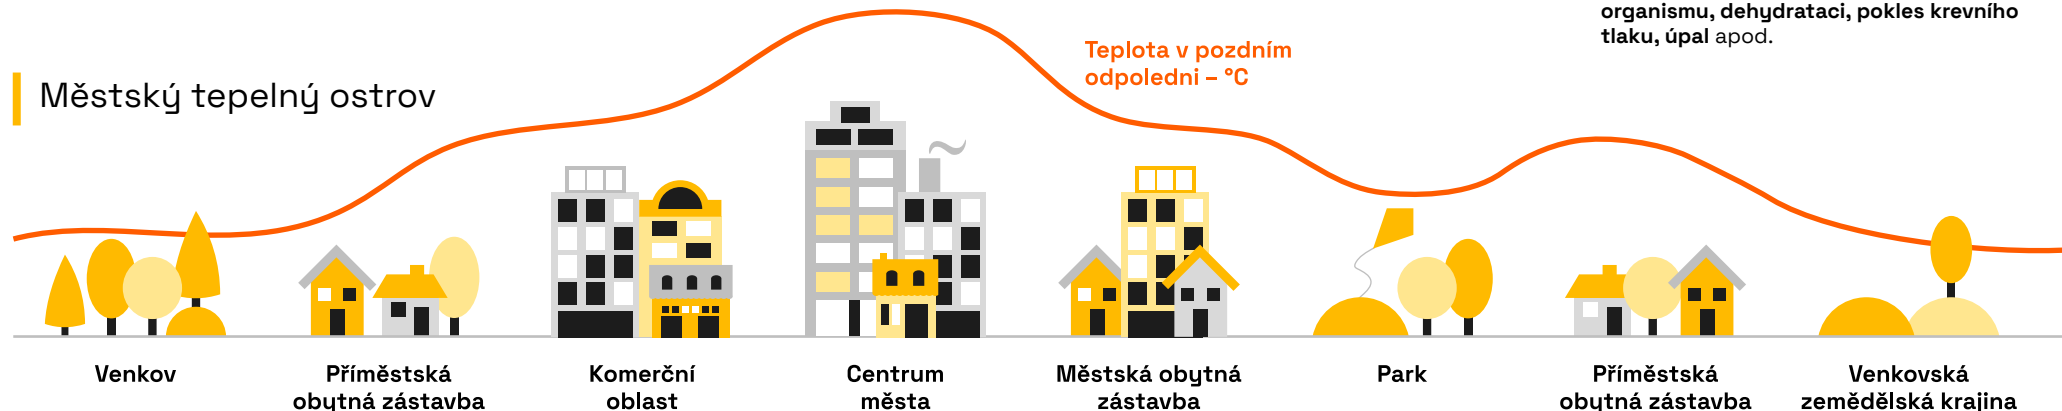 organismu, dehydrataci, pokles krevního
tlaku, úpal apod.
Teplota v pozdním
odpoledni – °C
Městský tepelný ostrov
Venkov
Příměstská
obytná zástavba
Komerční
oblast
Centrum
města
Městská obytná
zástavba
Park
Příměstská
obytná zástavba
Venkovská
zemědělská krajina